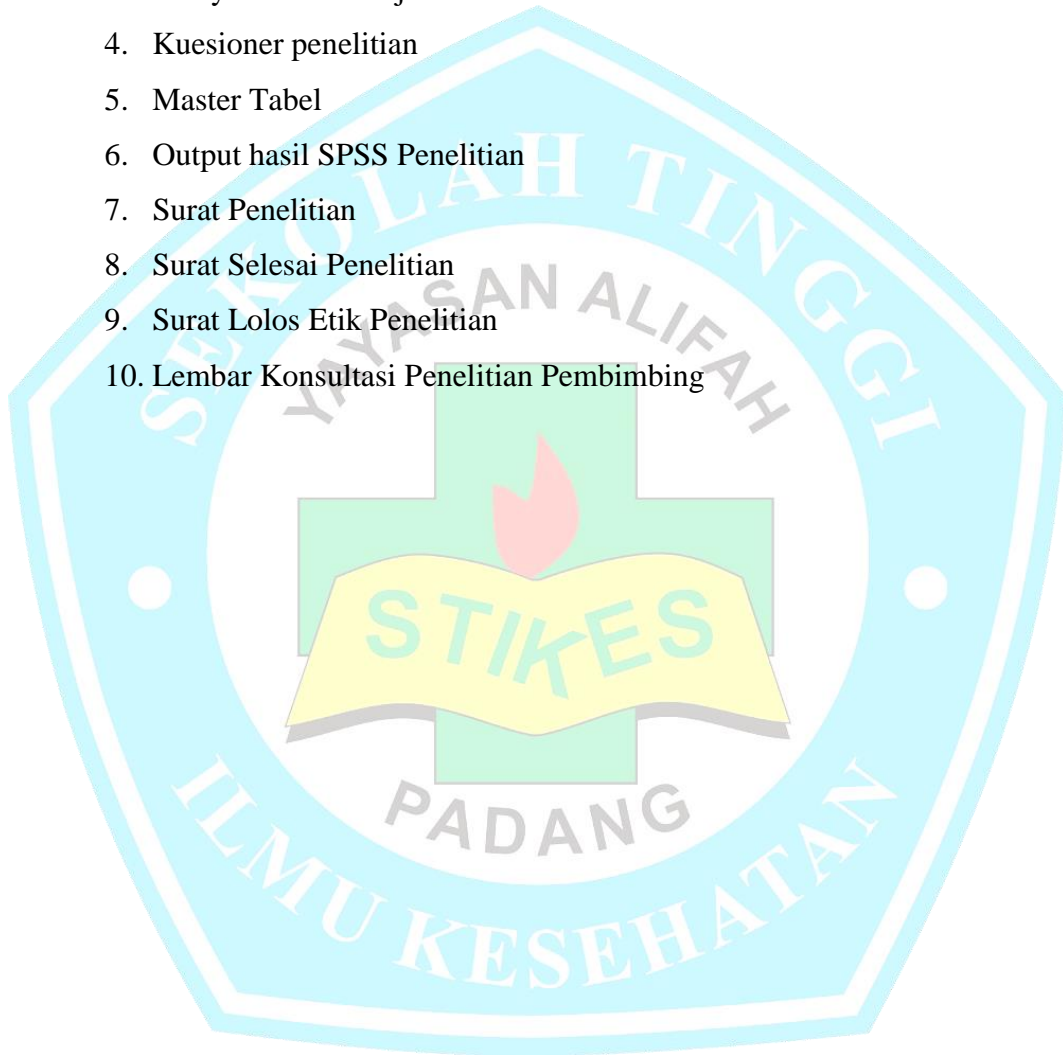 4. Kuesioner penelitian
5. Master Tabel
6. Output hasil SPSS Penelitian
7. Surat Penelitian
8. Surat Selesai Penelitian
9. Surat Lolos Etik Penelitian
10. Lembar Konsultasi Penelitian Pembimbing
SEKOLAH TINGGI
YAYASAN ALIFAH
STIKES
PADANG
ILMU KESEHATAN